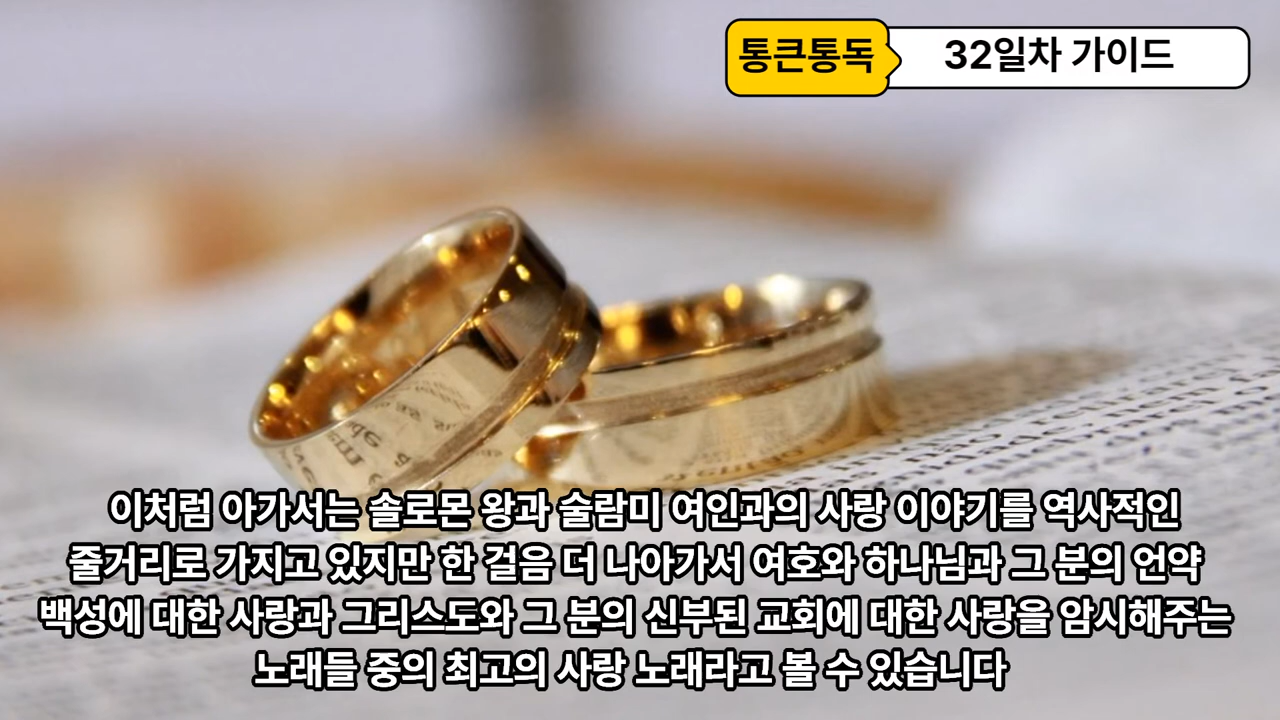 통큰통독
32일차 가이드
이처럼 아가서는 솔로몬 왕과 술람미 여인과의 사랑 이야기를 역사적인
줄거리로 가지고 있지만 한 걸음 더 나아가서 여호와 하나님과 그 분의 언약
백성에 대한 사랑과 그리스도와 그 분의 신부된 교회에 대한 사랑을 암시해주는
노래들 중의 최고의 사랑 노래라고 볼 수 있습니다